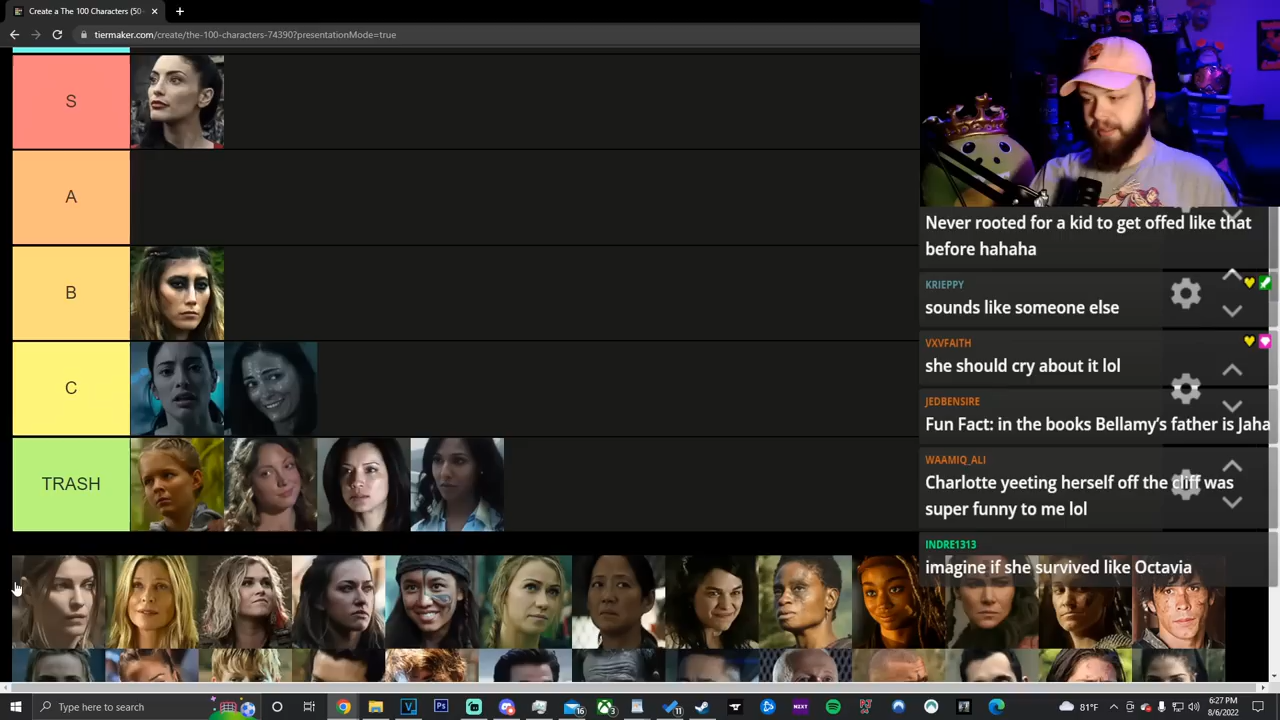 Create a The 100 Characters (50-
tiermaker.com/create/the-100-characters-74390?presentationMode=true
S
A
B
C
TRASH
Never rooted for a kid to get offed like that
before hahaha
KRIEPPY
sounds like someone else
VXVFAITH
she should cry about it lol
JEDBENSIRE
Fun Fact: in the books Bellamy’s father is Jaha
WAAMIQ_ALI
Charlotte yeeting herself off the cliff was
super funny to me lol
INDRE1313
imagine if she survived like Octavia
Type here to search
16
3
11
NZXT
81°F
6:27 PM
8/6/2022